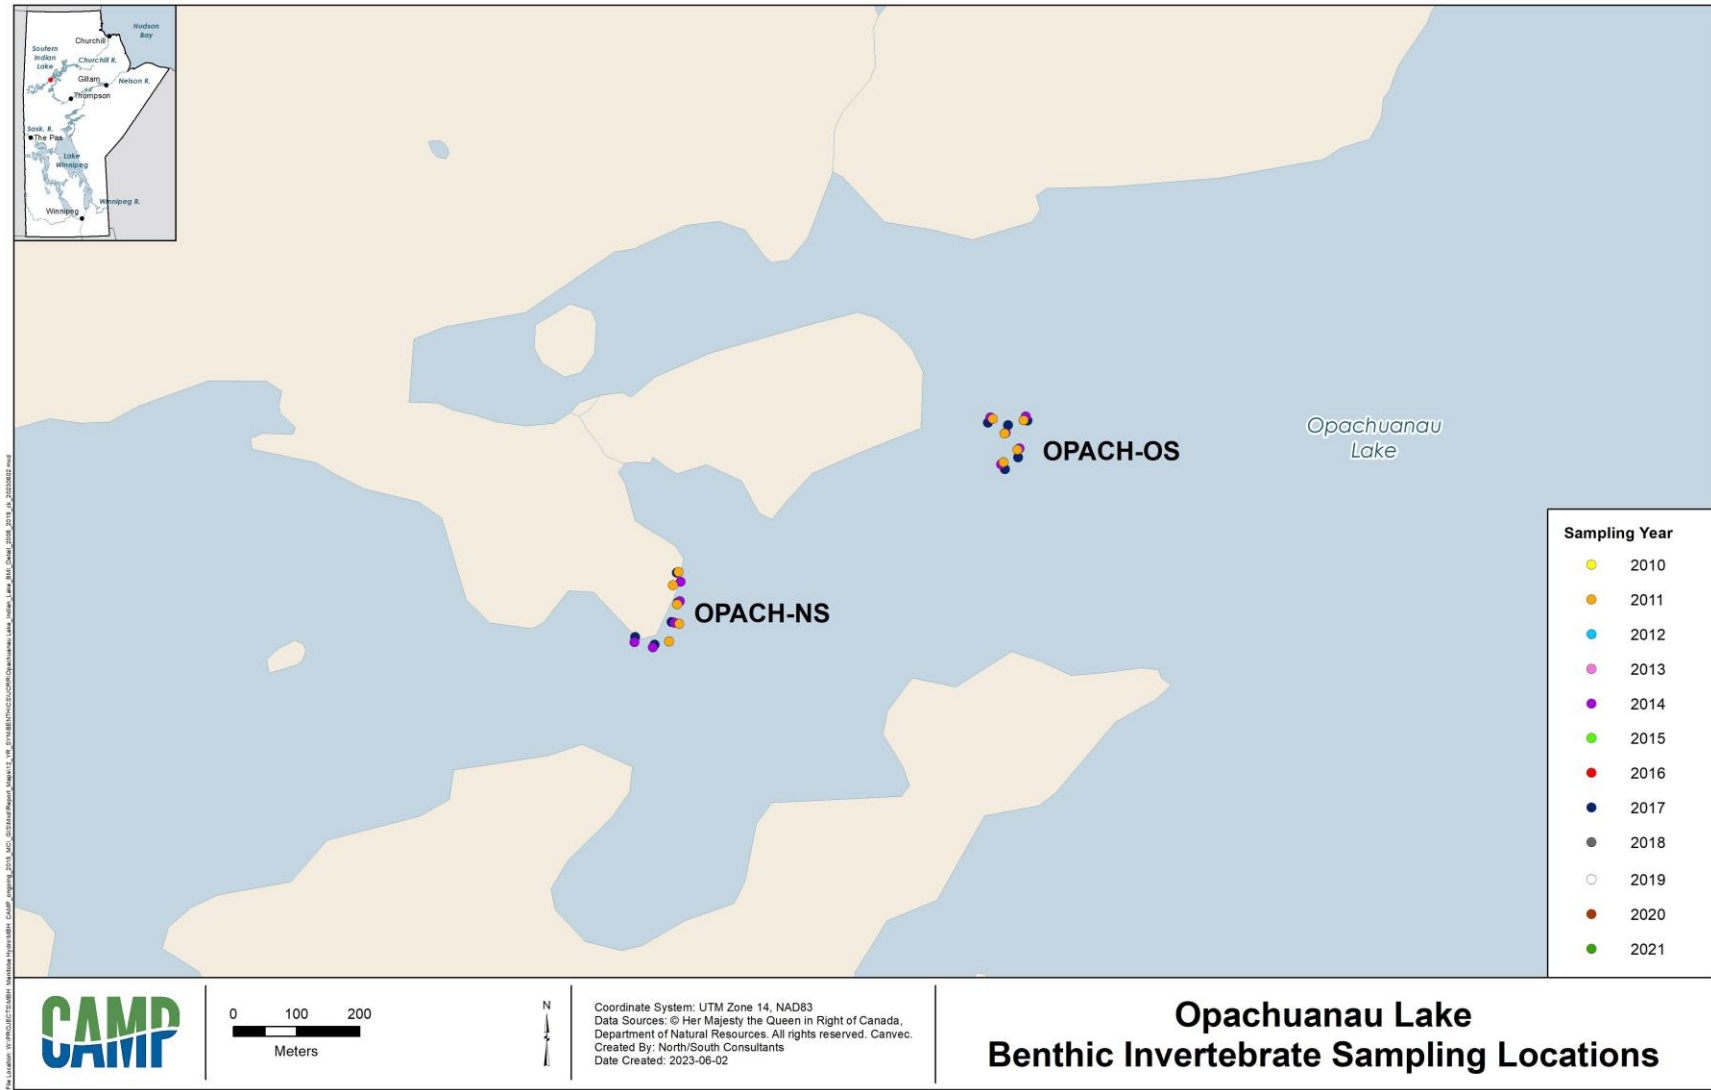 Hudson
Bay
Churchill
Soutern
Indian
Lake
Churchill R.
Gillam
Nelson R.
Thompson
Sask. R.
The Pas
Lake
Winnipeg
Winnipeg R.
Winnipeg
Opachuanau
Lake
OPACH-OS
OPACH-NS
Sampling Year
2010
2011
2012
2013
2014
2015
2016
2017
2018
2019
2020
2021
CAMP
0 100 200
Meters
N
Coordinate System: UTM Zone 14, NAD83
Data Sources: © Her Majesty the Queen in Right of Canada,
Department of Natural Resources. All rights reserved. Canvec.
Created By: North/South Consultants
Date Created: 2023-06-02
Opachuanau Lake
Benthic Invertebrate Sampling Locations